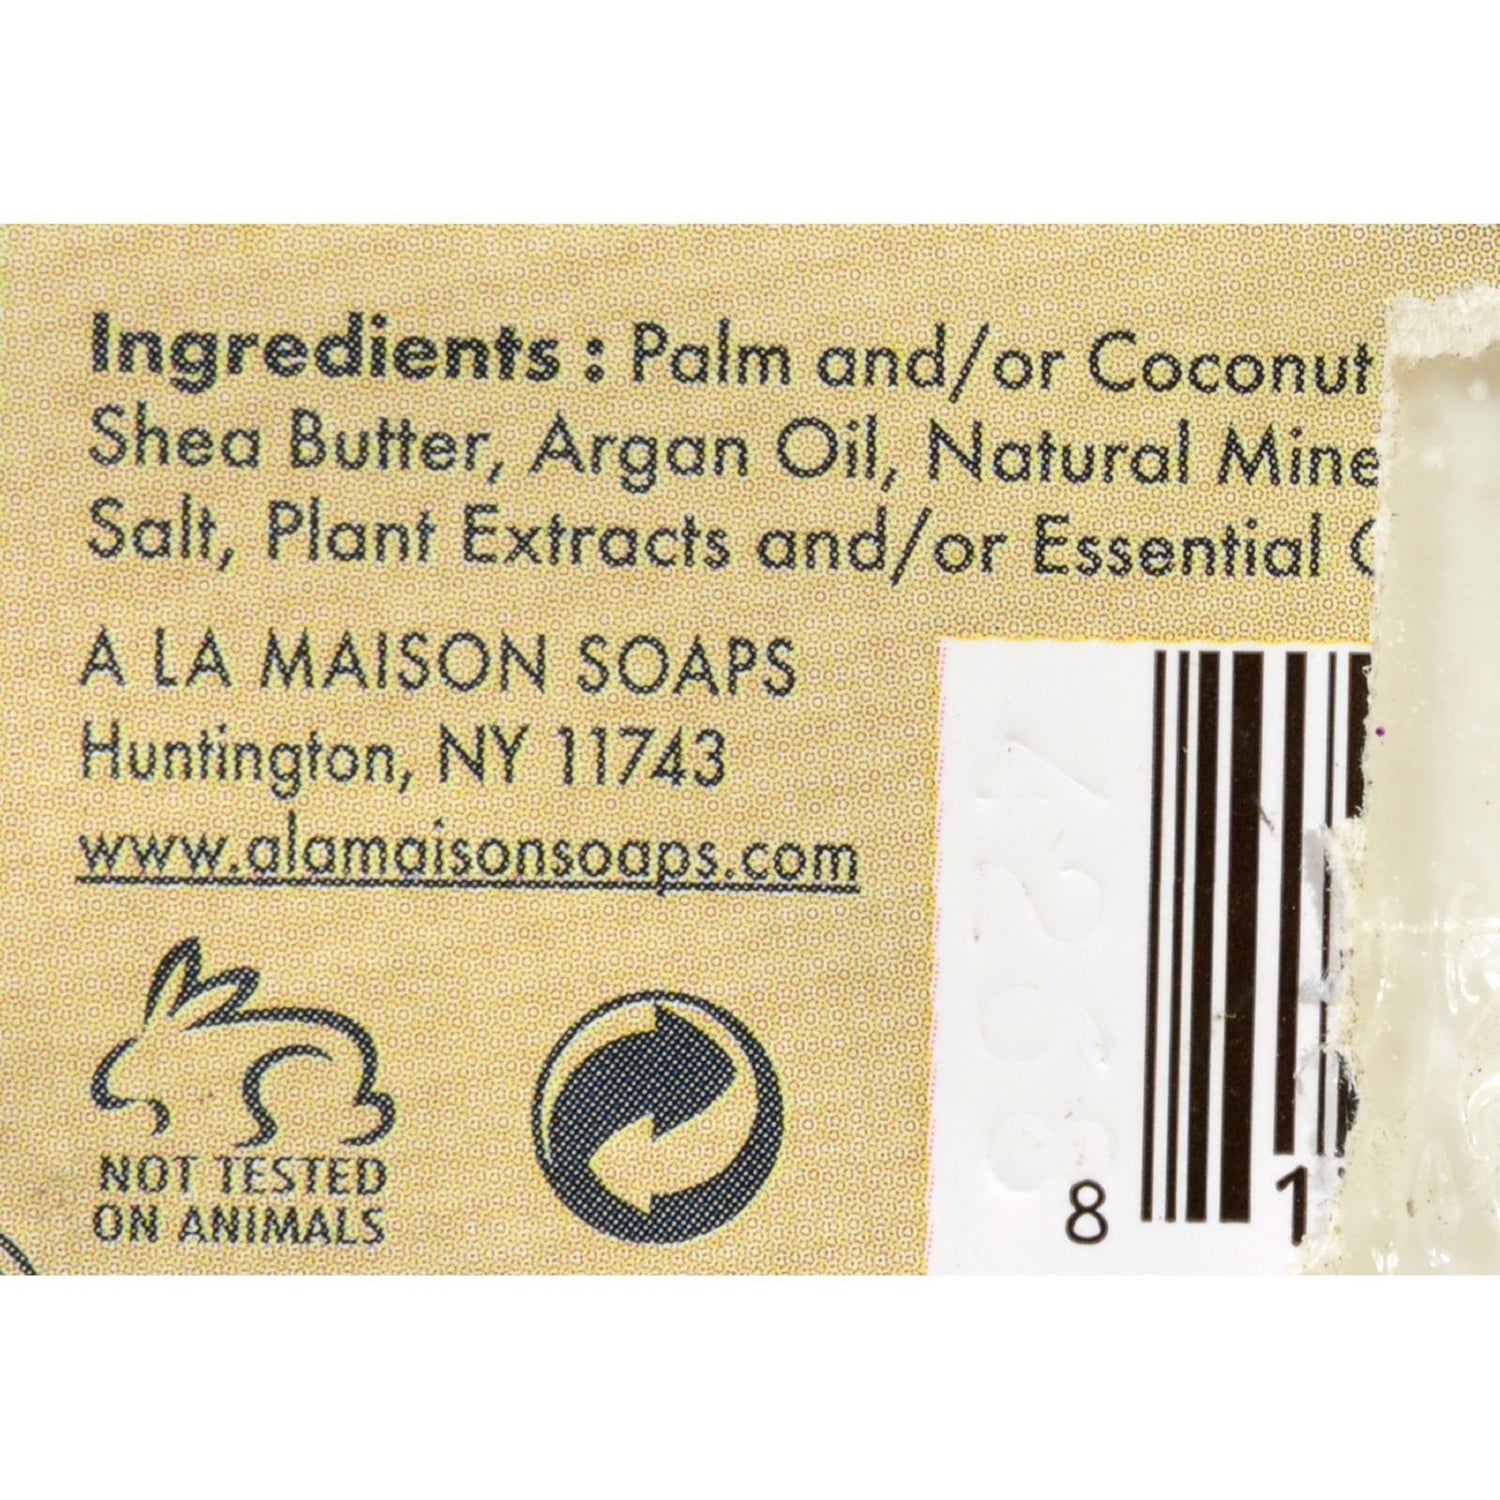 Ingredients : Palm and/or Coconut
Shea Butter, Argan Oil, Natural
Salt, Plant Extracts and/or Essential
A LA MAISON SOAPS
Huntington, NY 11743
www.alamaisonsoaps.com
NOT TESTED
ON ANIMALS
4268
8 1